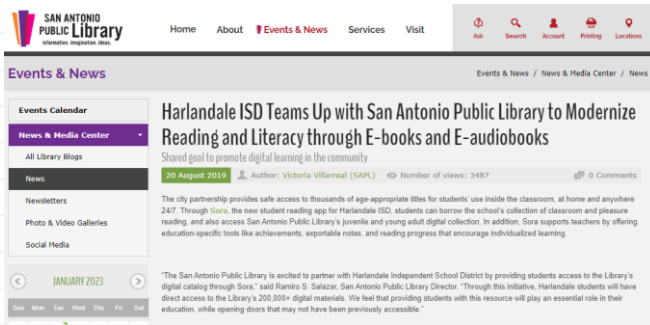 SAN ANTONIO
PUBLIC Library
information. imagination. ideas.
Home About Events & News Services Visit
Ask Search Account Printing Locations
Events & News
Events & News / News & Media Center / News
Events Calendar
News & Media Center
All Library Blogs
News
Newsletters
Photo & Video Galleries
Social Media
JANUARY 2023
Sun Mon Tue Wed Thu Fri Sat
Harlandale ISD Teams Up with San Antonio Public Library to Modernize
Reading and Literacy through E-books and E-audiobooks
Shared goal to promote digital learning in the community
20 August 2019 Author: Victoria Villarreal (SAPL) Number of views: 3487 0 Comments
The city partnership provides safe access to thousands of age-appropriate titles for students' use inside the classroom, at home and anywhere
24/7. Through Sora, the new student reading app for Harlandale ISD, students can borrow the school's collection of classroom and pleasure
reading, and also access San Antonio Public Library's juvenile and young adult digital collection. In addition, Sora supports teachers by offering
education-specific tools like achievements, exportable notes, and reading progress that encourage individualized learning.
"The San Antonio Public Library is excited to partner with Harlandale Independent School District by providing students access to the Library's
digital catalog through Sora," said Ramiro S. Salazar, San Antonio Public Library Director. "Through this initiative, Harlandale students will have
direct access to the Library's 200,000+ digital materials. We feel that providing students with this resource will play an essential role in their
education, while opening doors that may not have been previously accessible."